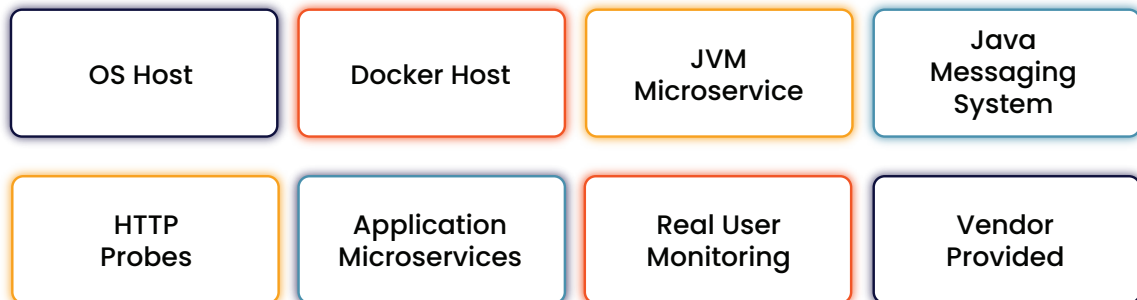 OS Host
Docker Host
JVM
Microservice
Java
Messaging
System
HTTP
Probes
Application
Microservices
Real User
Monitoring
Vendor
Provided